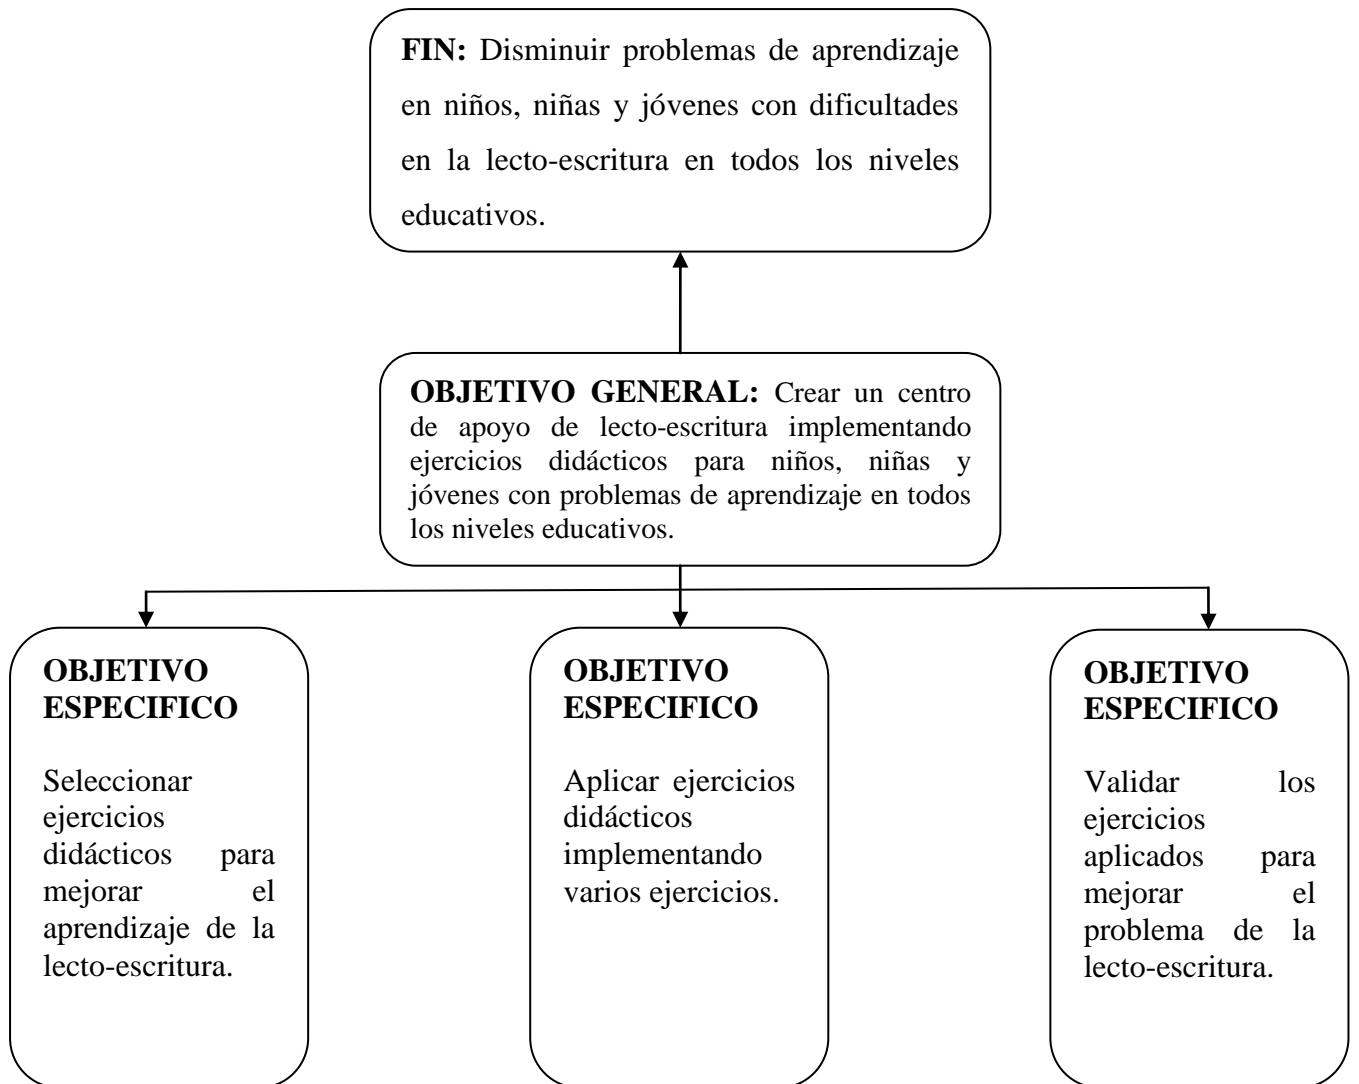 FIN: Disminuir problemas de aprendizaje
en niños, niñas y jóvenes con dificultades
en la lecto-escritura en todos los niveles
educativos.
OBJETIVO GENERAL: Crear un centro
de apoyo de lecto-escritura implementando
ejercicios didácticos para niños, niñas y
jóvenes con problemas de aprendizaje en todos
los niveles educativos.
OBJETIVO
ESPECIFICO
Seleccionar
ejercicios
didácticos para
mejorar el
aprendizaje de la
lecto-escritura.
OBJETIVO
ESPECIFICO
Aplicar ejercicios
didácticos
implementando
varios ejercicios.
OBJETIVO
ESPECIFICO
Validar los
ejercicios
aplicados para
mejorar el
problema de la
lecto-escritura.